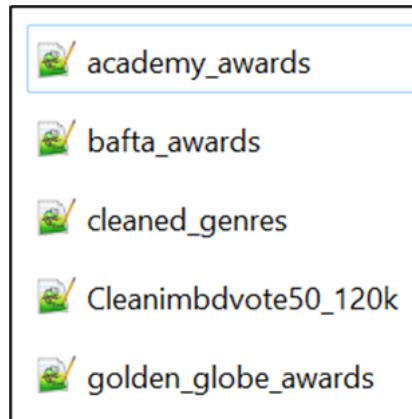 academy_awards
bafta_awards
cleaned_genres
Cleanimbdvote50_120k
golden_globe_awards